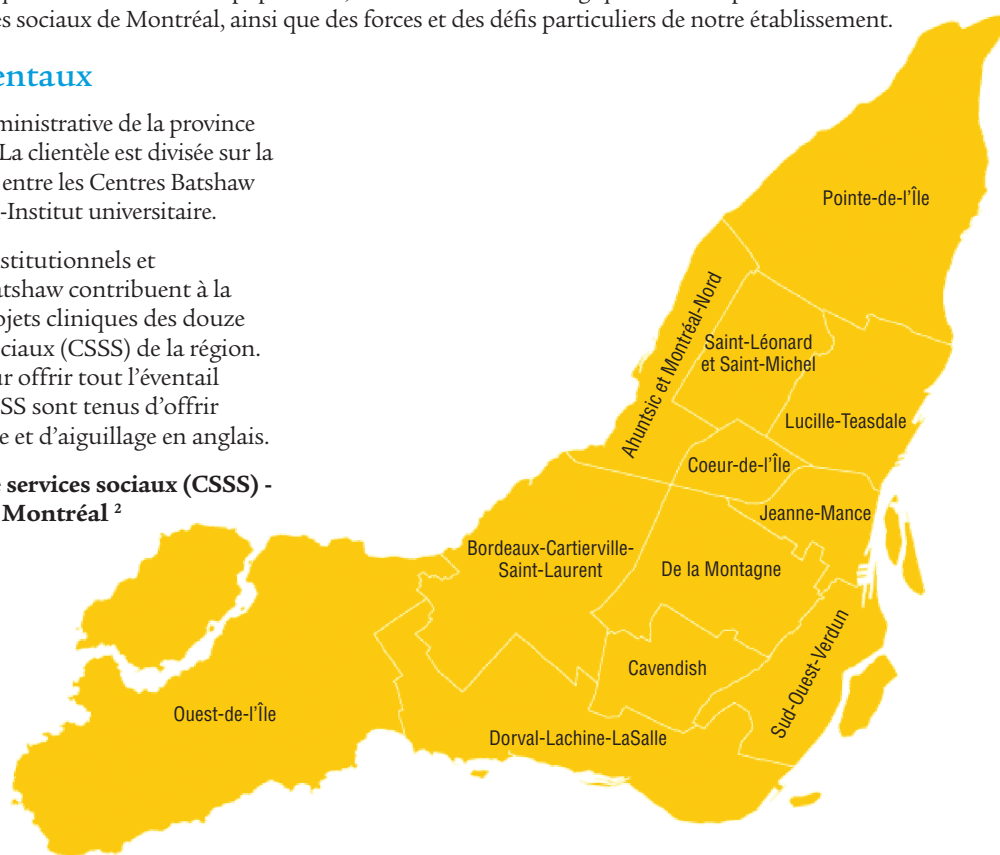 es sociaux de Montréal, ainsi que des forces et des défis particuliers de notre établissement.
entaux
ministrative de la province
La clientèle est divisée sur la
entre les Centres Batshaw
-Institut universitaire.
stitutionnels et
atshaw contribuent à la
ojets cliniques des douze
ciaux (CSSS) de la région.
ur offrir tout l'éventail
SS sont tenus d'offrir
e et d'aiguillage en anglais.
e services sociaux (CSSS) -
Montréal ²
Pointe-de-l'Île
Ahuntsic et Montréal-Nord
Saint-Léonard
et Saint-Michel
Lucille-Teasdale
Coeur-de-l'Île
Jeanne-Mance
Bordeaux-Cartierville-
Saint-Laurent
De la Montagne
Cavendish
Sud-Ouest-Verdun
Ouest-de-l'Île
Dorval-Lachine-LaSalle